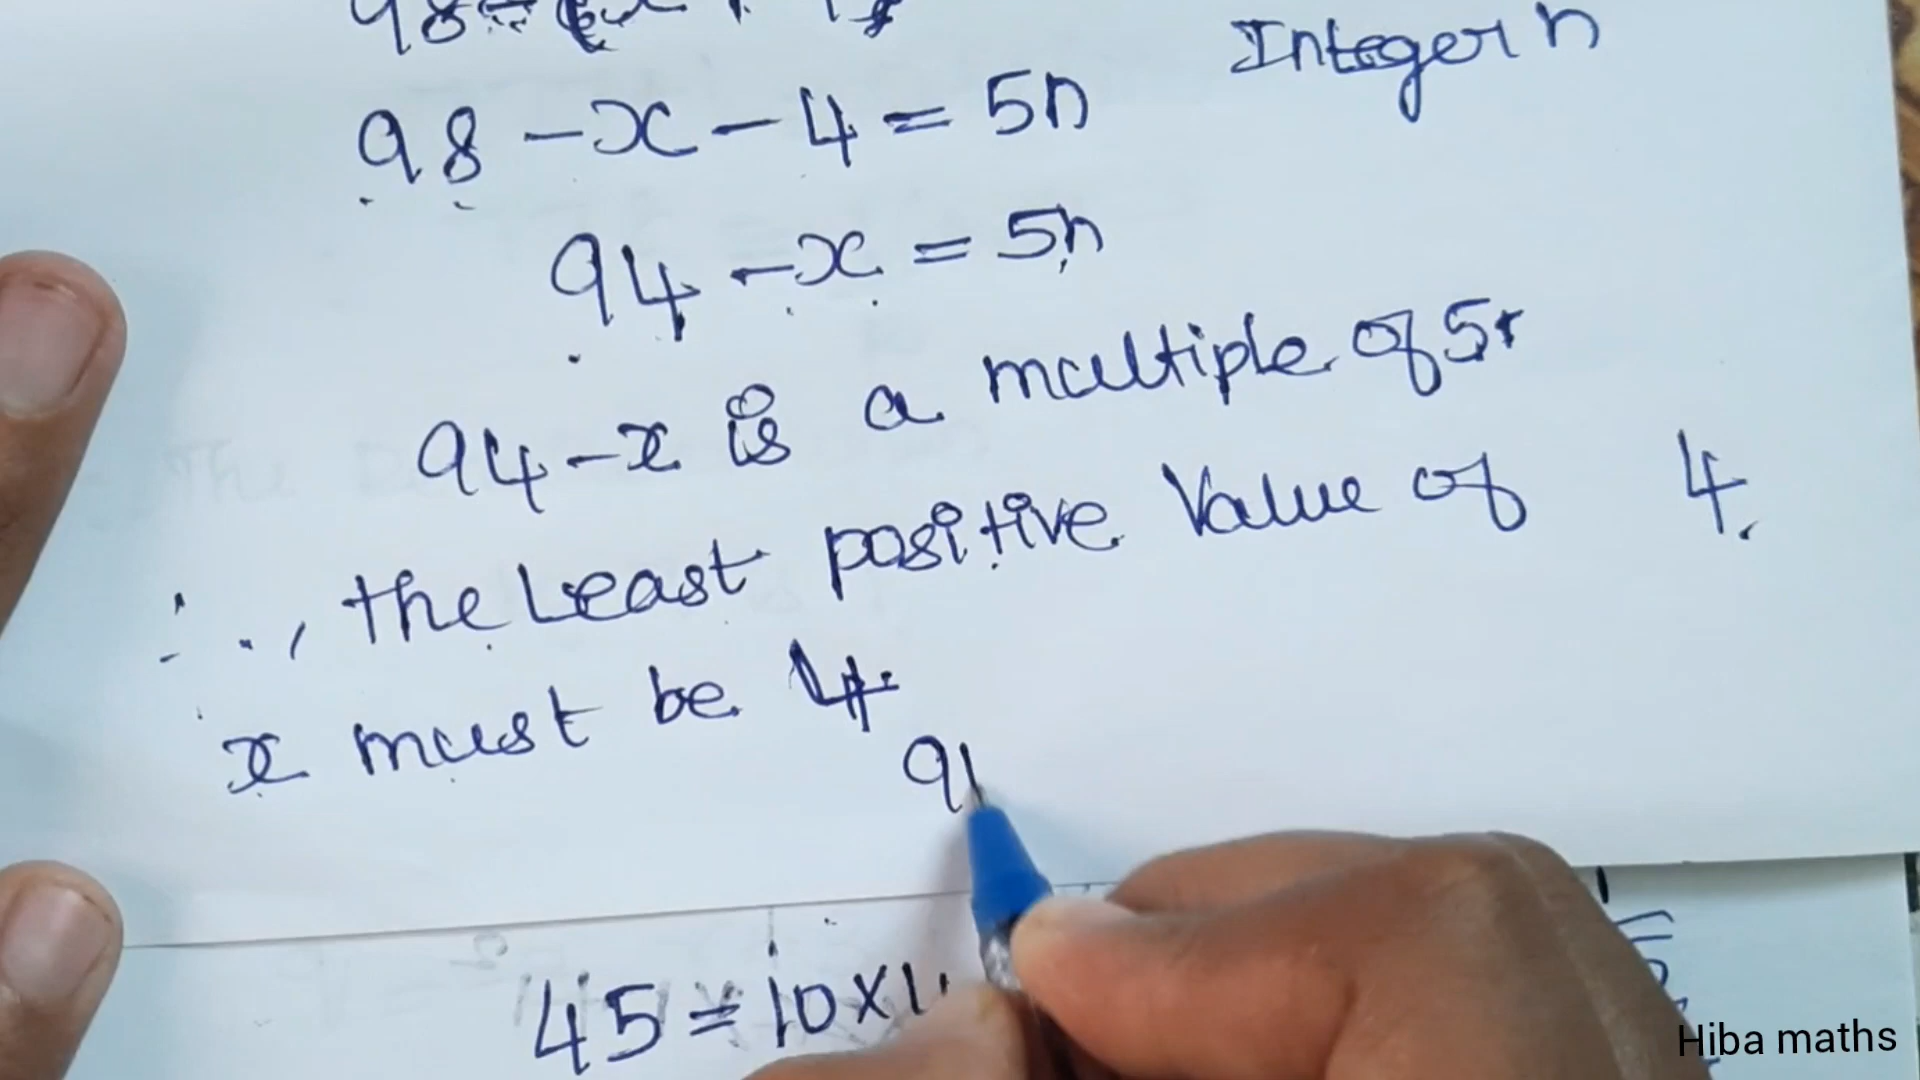 Integer n
98 - x - 4 = 5n
94 - x = 5n
94 - x is a multiple of 5
∴, the Least positive Value of
4.
x must be 4
9
45 = 10 x
Hiba maths